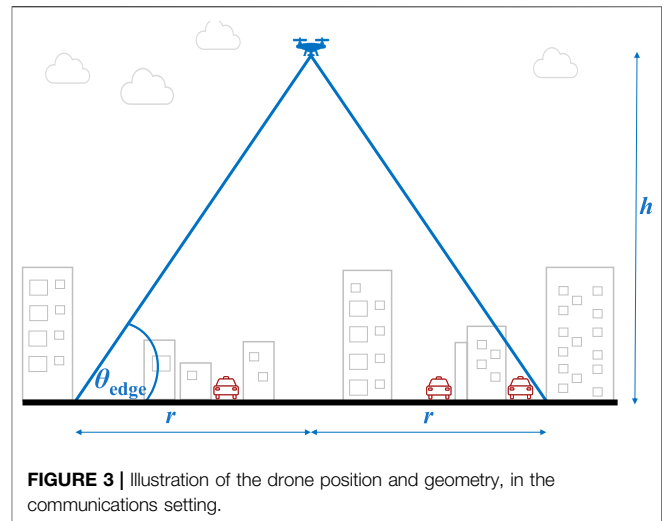 h
θedge
r
r
FIGURE 3 | Illustration of the drone position and geometry, in the
communications setting.